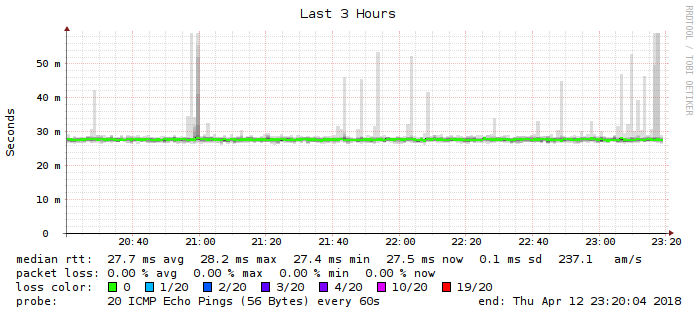 Last 3 Hours
RRDTOOL / TOBI OETIKER
Seconds
50 m
40 m
30 m
20 m
10 m
0
20:40 21:00 21:20 21:40 22:00 22:20 22:40 23:00 23:20
median rtt: 27.7 ms avg 28.2 ms max 27.4 ms min 27.5 ms now 0.1 ms sd 237.1 am/s
packet loss: 0.00 % avg 0.00 % max 0.00 % min 0.00 % now
loss color: 0 1/20 2/20 3/20 4/20 10/20 19/20
probe: 20 ICMP Echo Pings (56 Bytes) every 60s end: Thu Apr 12 23:20:04 2018